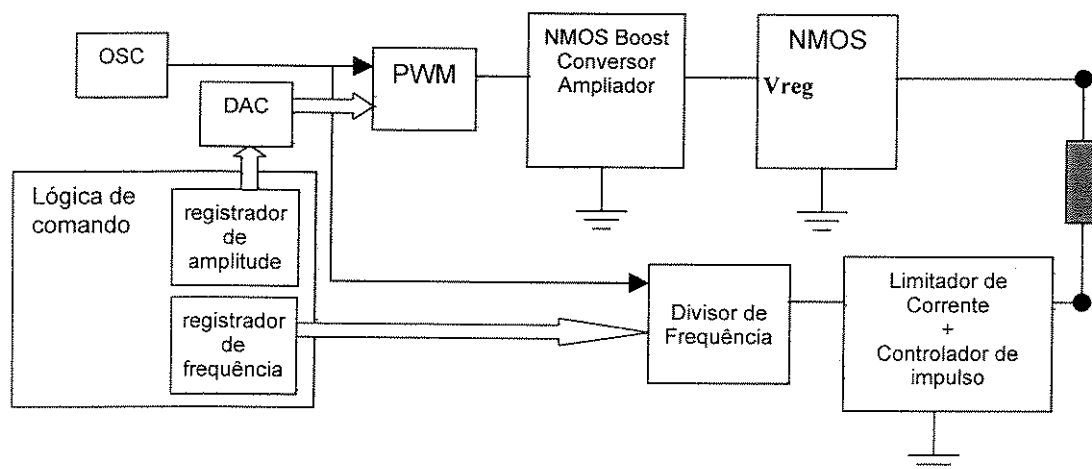 OSC
DAC
PWM
NMOS Boost
Conversor
Ampliador
NMOS
Vreg
Lógica de
comando
registrador
de
amplitude
registrador
de
frequência
Divisor de
Frequência
Limitador de
Corrente
+
Controlador de
impulso